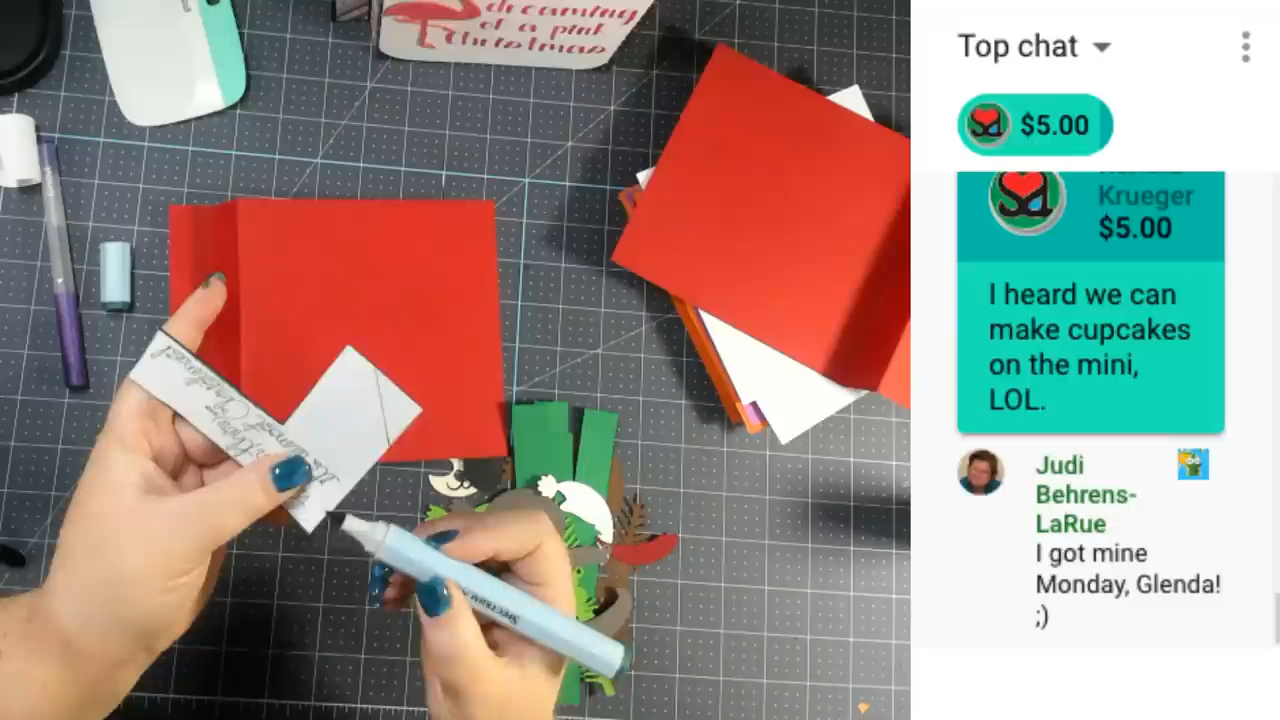 dreaming
of a pink
Christmas
Top chat
$5.00
Krueger
$5.00
I heard we can
make cupcakes
on the mini,
LOL.
Judi
Behrens-
LaRue
I got mine
Monday, Glenda!
;)